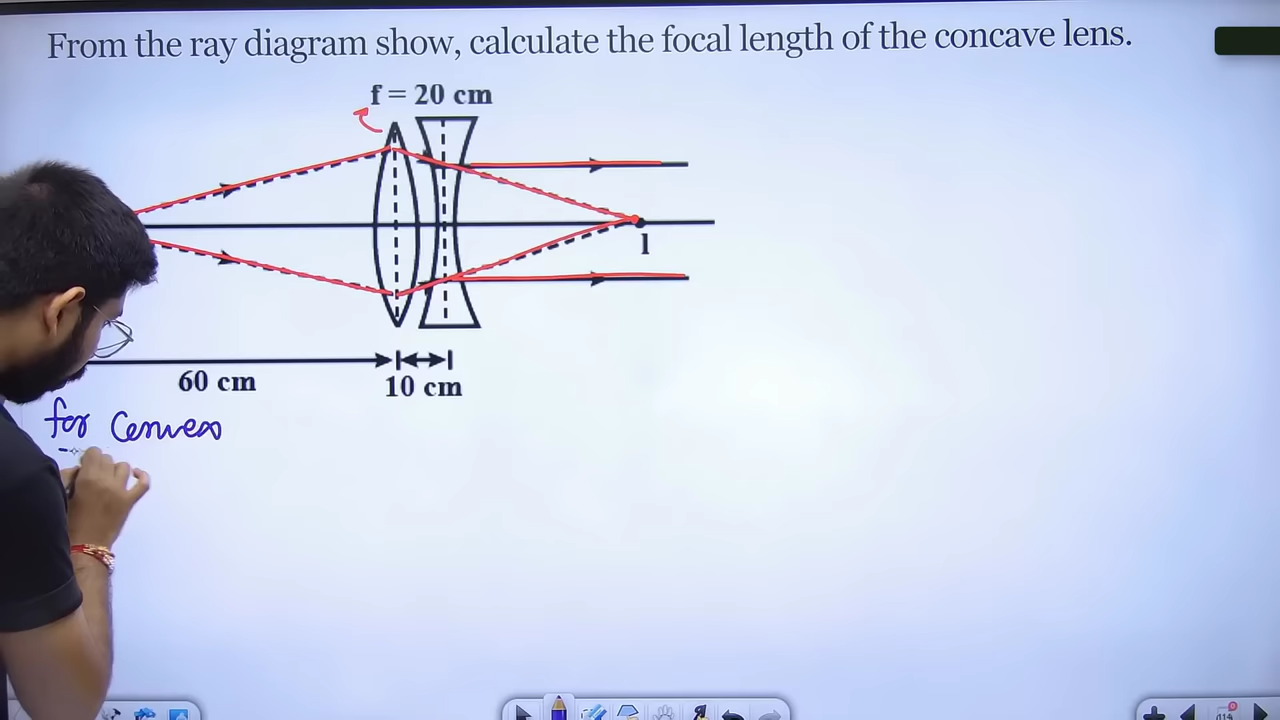 From the ray diagram show, calculate the focal length of the concave lens.
f = 20 cm
I
60 cm
10 cm
for Convex
114